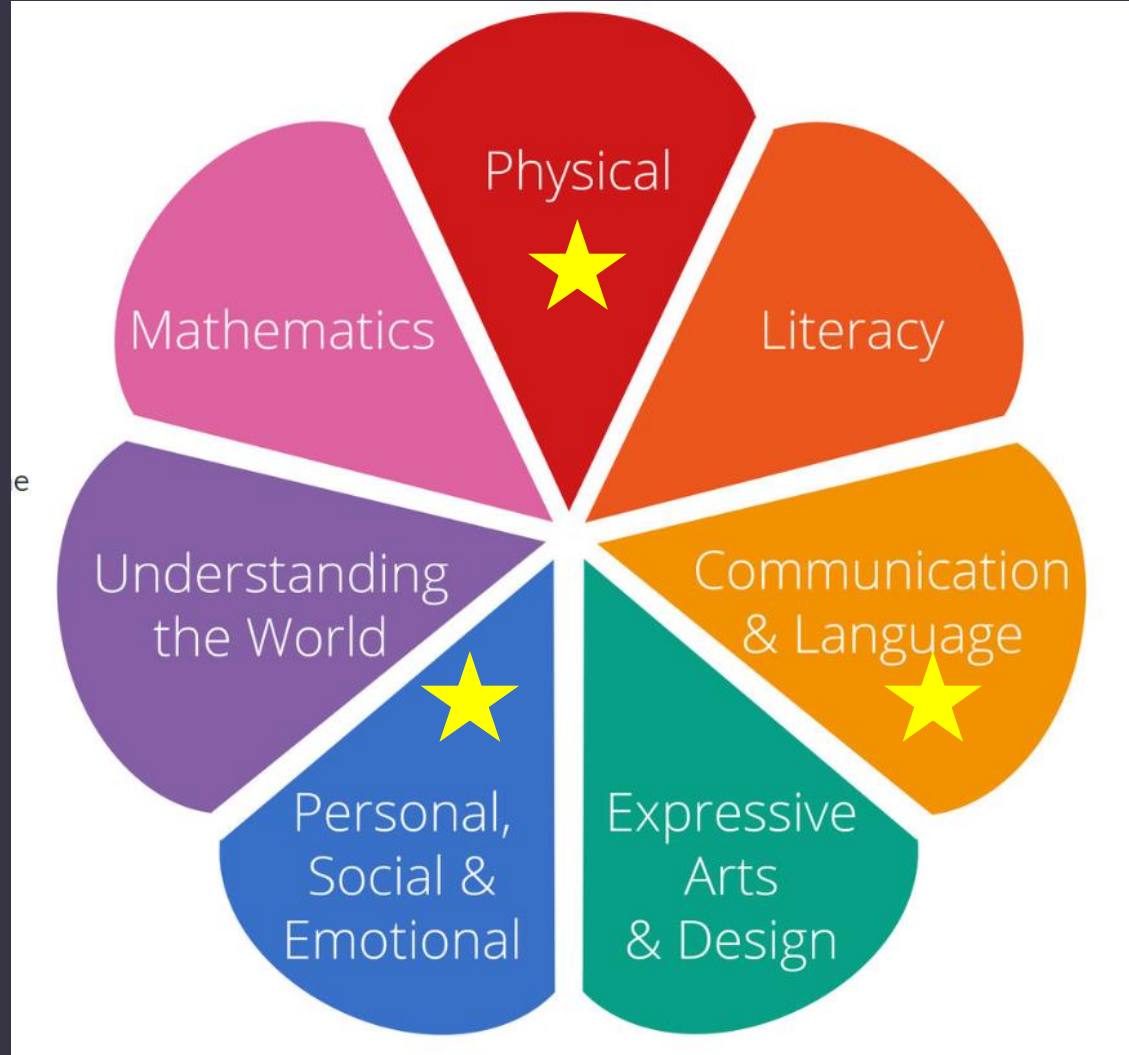 Physical
Mathematics
Literacy
e
Understanding
the World
Communication
& Language
Personal,
Social &
Emotional
Expressive
Arts
& Design